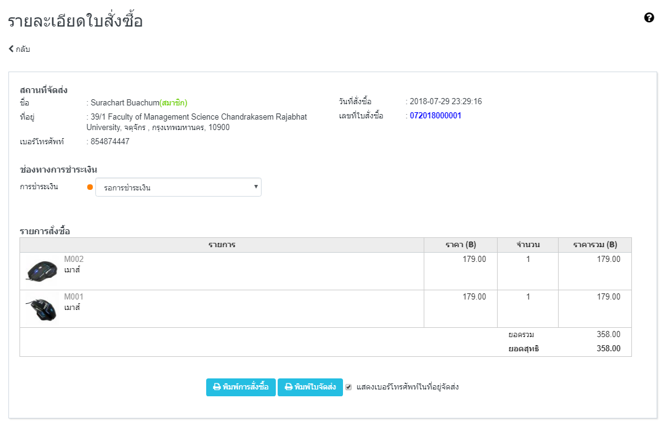 รายละเอียดใบสั่งซื้อ
กลับ
สถานที่จัดส่ง
ชื่อ : Surachart Buachum(สมาชิก) วันที่สั่งซื้อ : 2018-07-29 23:29:16
ที่อยู่ : 39/1 Faculty of Management Science Chandrakasem Rajabhat เลขที่ใบสั่งซื้อ : 072018000001
University, จตุจักร , กรุงเทพมหานคร, 10900
เบอร์โทรศัพท์ : 854874447
ช่องทางการชำระเงิน
การชำระเงิน รอการชำระเงิน
รายการสั่งซื้อ
รายการ ราคา (B) จำนวน ราคารวม (B)
M002 179.00 1 179.00
เมาส์
M001 179.00 1 179.00
เมาส์
ยอดรวม 358.00
ยอดสุทธิ 358.00
พิมพ์การสั่งซื้อ พิมพ์ใบจัดส่ง แสดงเบอร์โทรศัพท์ในที่อยู่จัดส่ง